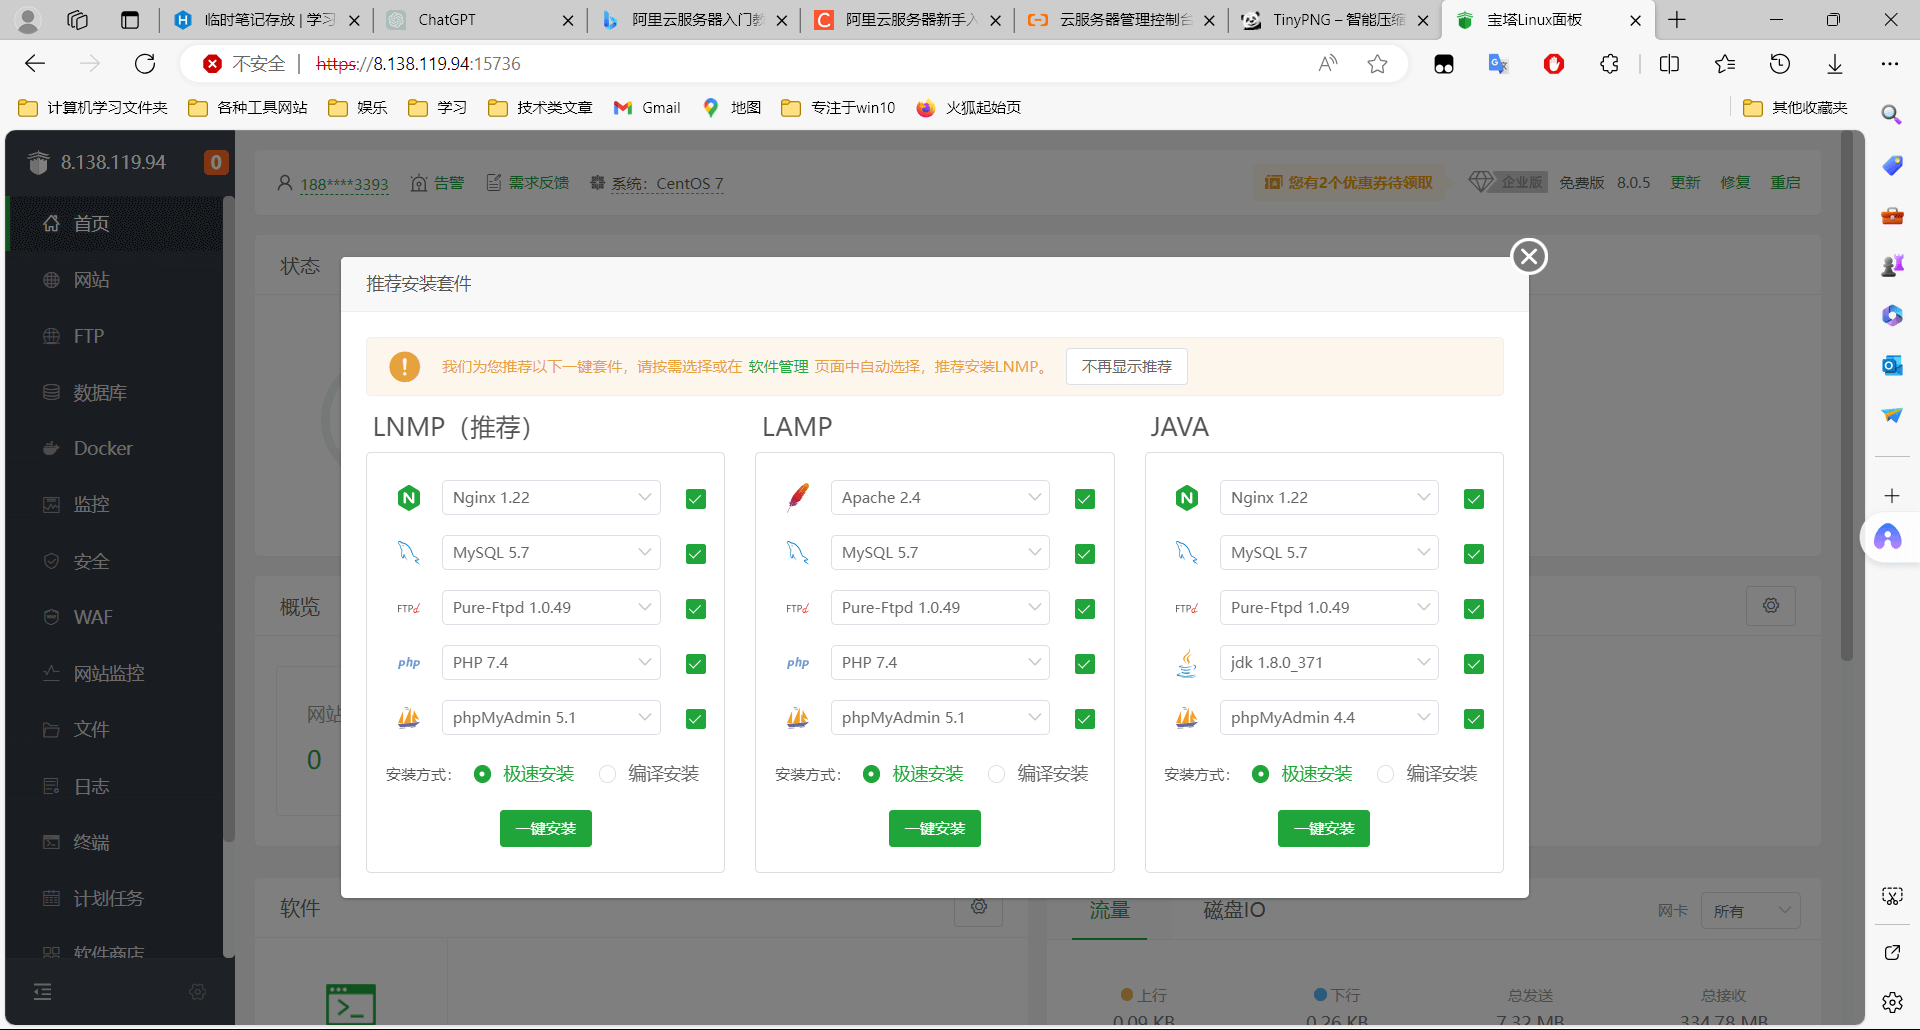 临时笔记存放 | 学习
ChatGPT
阿里云服务器入门教
阿里云服务器新手入
云服务器管理控制台
TinyPNG – 智能压缩
宝塔Linux面板
不安全
https://8.138.119.94:15736
计算机学习文件夹
各种工具网站
娱乐
学习
技术类文章
Gmail
地图
专注于win10
火狐起始页
其他收藏夹
8.138.119.94
0
188****3393
告警
需求反馈
系统: CentOS 7
您有2个优惠券待领取
企业版
免费版
8.0.5
更新
修复
重启
首页
网站
FTP
数据库
Docker
监控
安全
WAF
网站监控
文件
日志
终端
计划任务
软件商店
状态
概览
网站
0
软件
推荐安装套件
我们为您推荐以下一键套件，请按需选择或在 软件管理 页面中自动选择，推荐安装LNMP。
不再显示推荐
LNMP（推荐）
Nginx 1.22
MySQL 5.7
FTPd
Pure-Ftpd 1.0.49
php
PHP 7.4
phpMyAdmin 5.1
安装方式：
极速安装
编译安装
一键安装
LAMP
Apache 2.4
MySQL 5.7
FTPd
Pure-Ftpd 1.0.49
php
PHP 7.4
phpMyAdmin 5.1
安装方式：
极速安装
编译安装
一键安装
JAVA
Nginx 1.22
MySQL 5.7
FTPd
Pure-Ftpd 1.0.49
jdk 1.8.0_371
phpMyAdmin 4.4
安装方式：
极速安装
编译安装
一键安装
流量
磁盘IO
网卡
所有
上行
下行
总发送
总接收
0.09 KB
0.26 KB
7.32 MB
334.78 MB